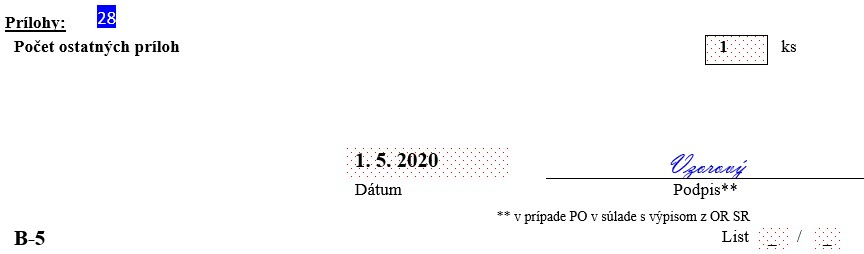 Prílohy: 28
Počet ostatných príloh 1 ks
1. 5. 2020 Vzorový
Dátum Podpis**
** v prípade PO v súlade s výpisom z OR SR
B-5 List _ / _